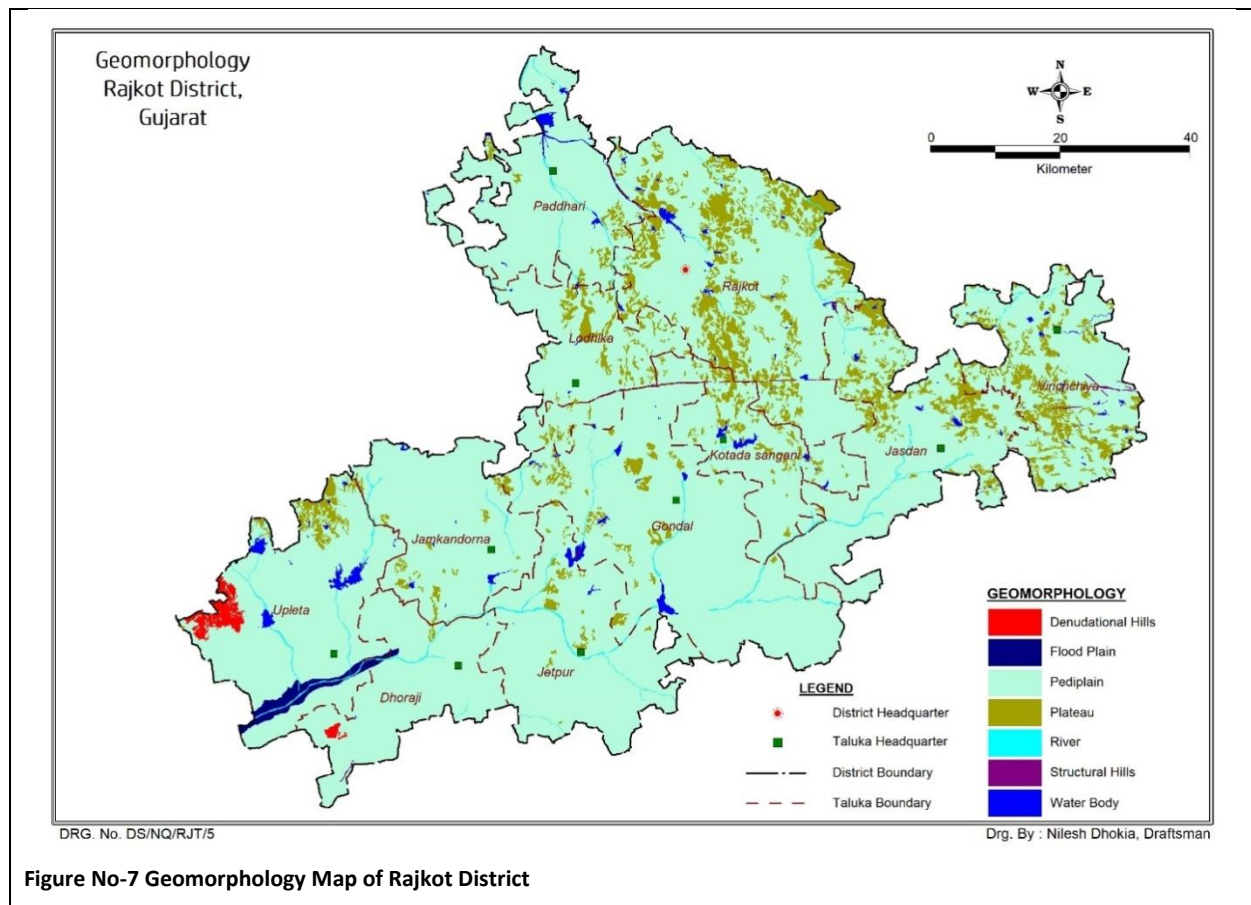 Geomorphology
Rajkot District,
Gujarat
N
W E
S
0 20 40
Kilometer
Paddhari
Rajkot
Lodhika
Vinchchiya
Kotada sangani
Jasdan
Gondal
Jamkandorna
Upleta
Jetpur
Dhoraji
LEGEND
District Headquarter
Taluka Headquarter
District Boundary
Taluka Boundary
GEOMORPHOLOGY
Denudational Hills
Flood Plain
Pediplain
Plateau
River
Structural Hills
Water Body
DRG. No. DS/NQ/RJT/5
Drg. By : Nilesh Dhokia, Draftsman
Figure No-7 Geomorphology Map of Rajkot District